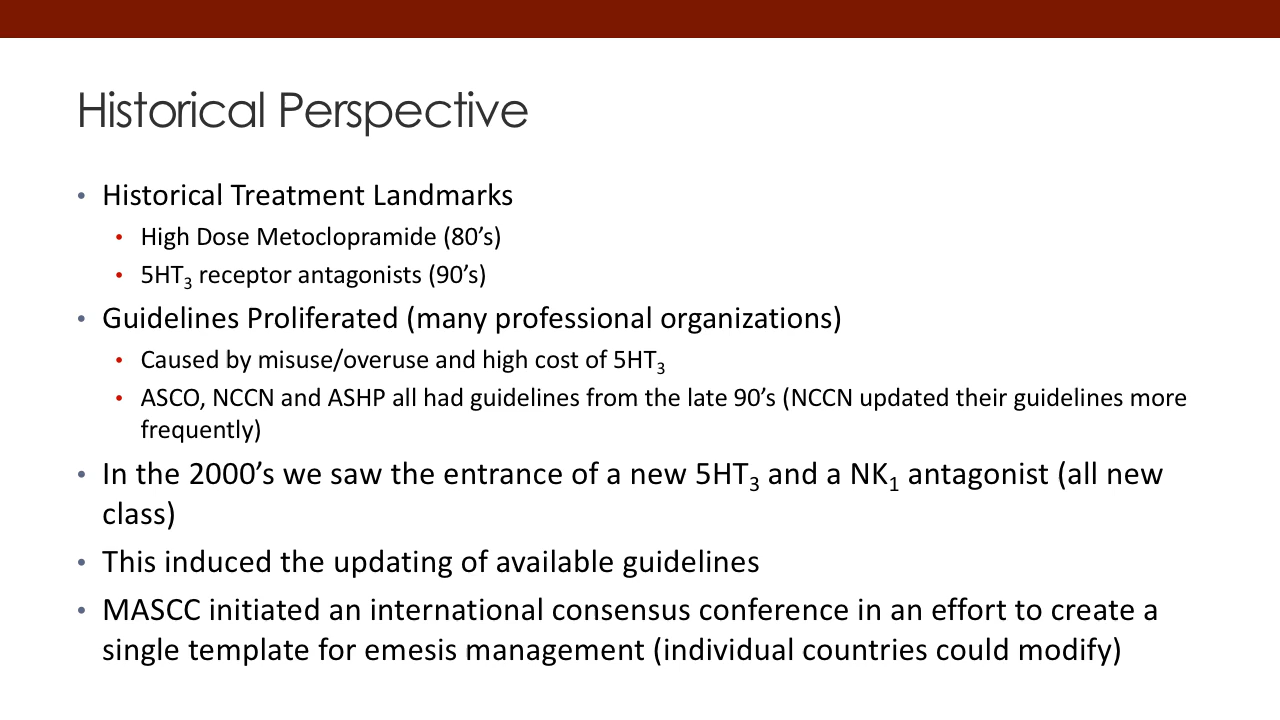 Historical Perspective
• Historical Treatment Landmarks
• High Dose Metoclopramide (80’s)
• 5HT₃ receptor antagonists (90’s)
• Guidelines Proliferated (many professional organizations)
• Caused by misuse/overuse and high cost of 5HT₃
• ASCO, NCCN and ASHP all had guidelines from the late 90’s (NCCN updated their guidelines more
frequently)
• In the 2000’s we saw the entrance of a new 5HT₃ and a NK₁ antagonist (all new
class)
• This induced the updating of available guidelines
• MASCC initiated an international consensus conference in an effort to create a
single template for emesis management (individual countries could modify)